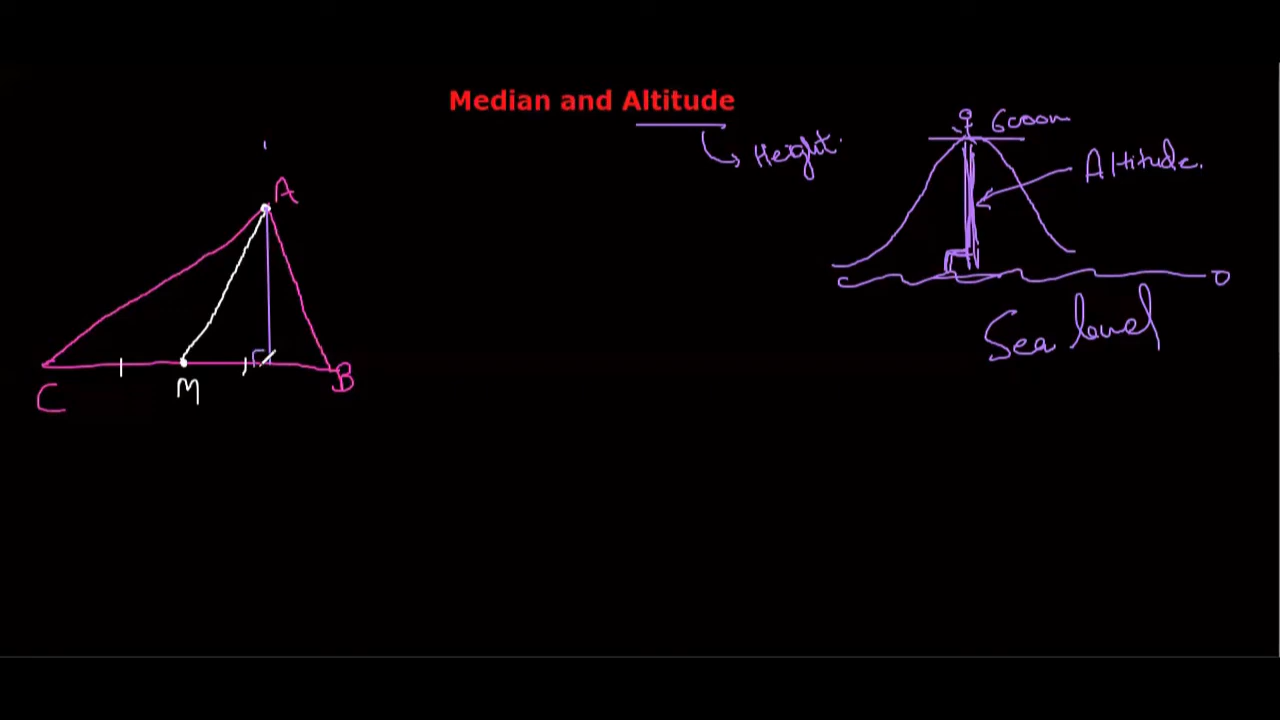 Median and Altitude
Height.
6000m
Altitude.
A
C
M
B
0
Sea level